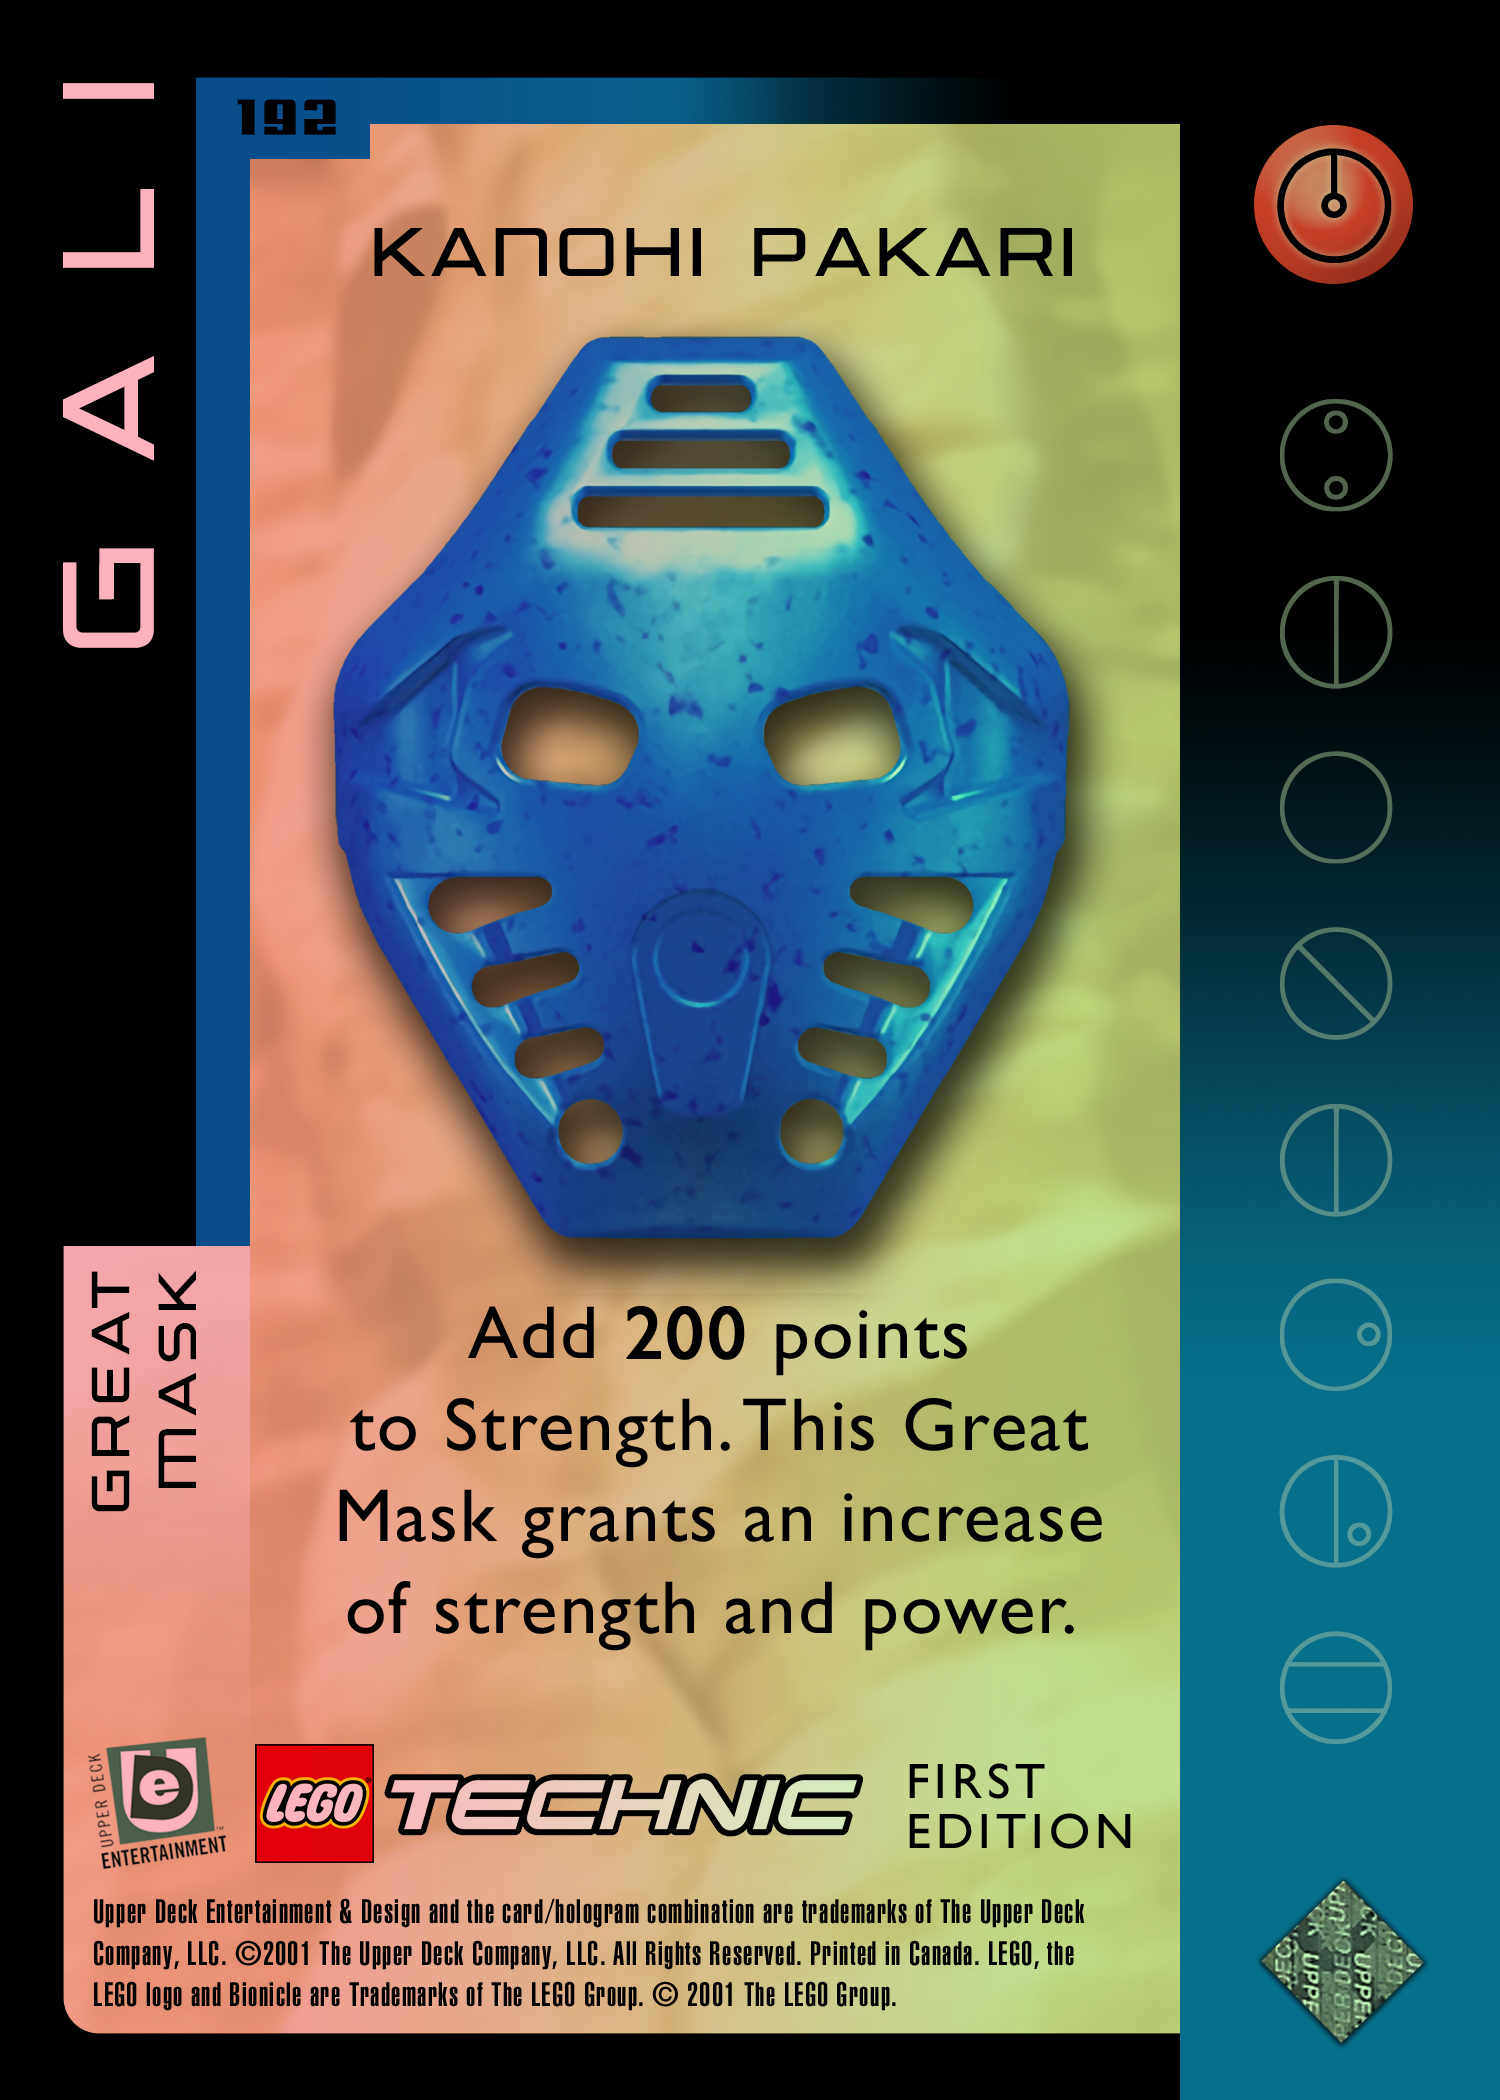 GALI
192
KANOHI PAKARI
Add 200 points
to Strength. This Great
Mask grants an increase
of strength and power.
GREAT
MASK
UPPER DECK
e
ENTERTAINMENT™
LEGO®
TECHNIC
FIRST
EDITION
Upper Deck Entertainment & Design and the card/hologram combination are trademarks of The Upper Deck
Company, LLC. ©2001 The Upper Deck Company, LLC. All Rights Reserved. Printed in Canada. LEGO, the
LEGO logo and Bionicle are Trademarks of The LEGO Group. © 2001 The LEGO Group.